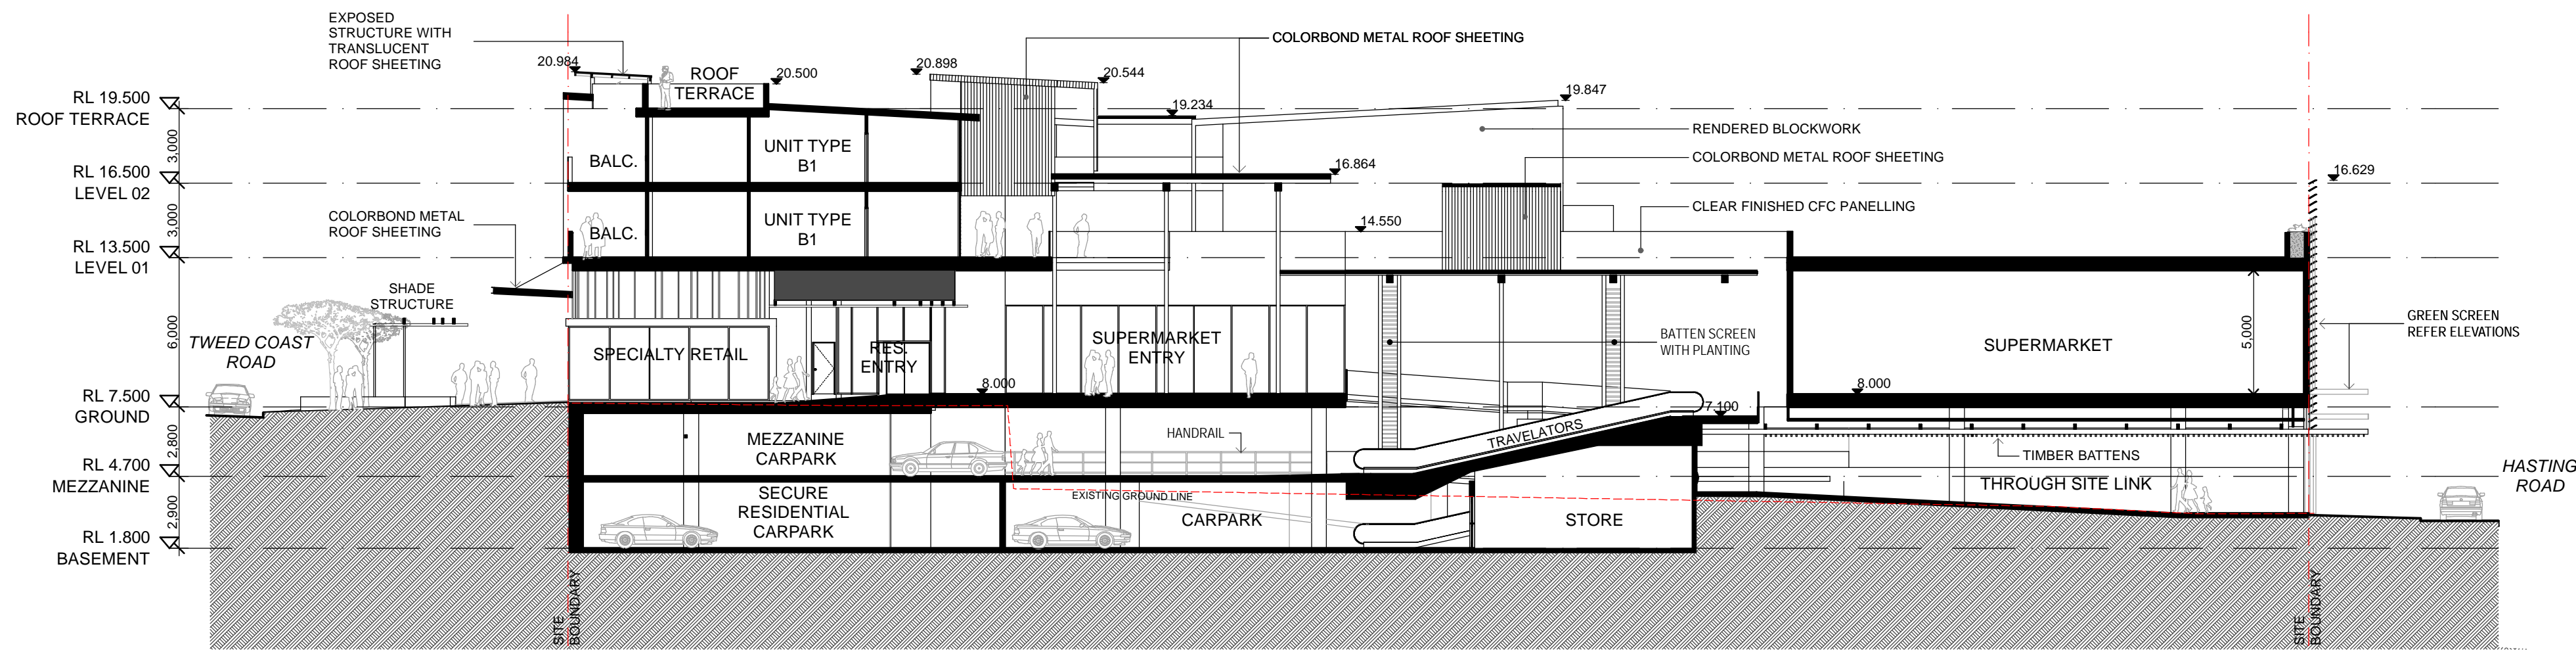 EXPOSED
STRUCTURE WITH
TRANSLUCENT
ROOF SHEETING
20.984
ROOF
TERRACE
20.500
20.898
COLORBOND METAL ROOF SHEETING
20.544
19.234
19.847
RL 19.500
ROOF TERRACE
3,000
BALC.
UNIT TYPE
B1
RENDERED BLOCKWORK
COLORBOND METAL ROOF SHEETING
16.864
16.629
RL 16.500
LEVEL 02
3,000
COLORBOND METAL
ROOF SHEETING
BALC.
UNIT TYPE
B1
14.550
CLEAR FINISHED CFC PANELLING
RL 13.500
LEVEL 01
6,000
SHADE
STRUCTURE
TWEED COAST
ROAD
SPECIALTY RETAIL
RES.
ENTRY
SUPERMARKET
ENTRY
BATTEN SCREEN
WITH PLANTING
SUPERMARKET
5,000
GREEN SCREEN
REFER ELEVATIONS
8.000
8.000
RL 7.500
GROUND
7.100
2,800
MEZZANINE
CARPARK
HANDRAIL
TRAVELATORS
TIMBER BATTENS
RL 4.700
MEZZANINE
2,900
SECURE
RESIDENTIAL
CARPARK
EXISTING GROUND LINE
CARPARK
STORE
THROUGH SITE LINK
HASTING
ROAD
RL 1.800
BASEMENT
SITE
BOUNDARY
SITE
BOUNDARY